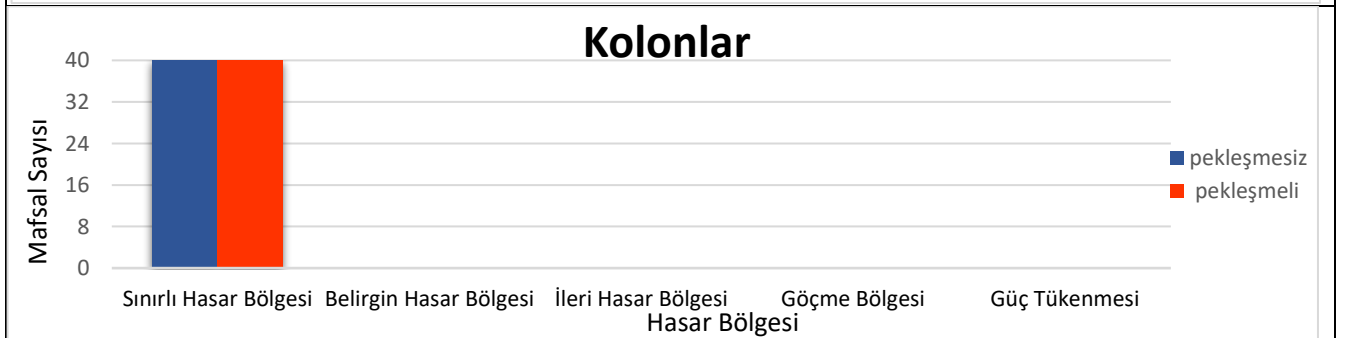 Kolonlar
40
32
24
16
8
0
Mafsal Sayısı
Sınırlı Hasar Bölgesi Belirgin Hasar Bölgesi İleri Hasar Bölgesi Göçme Bölgesi Güç Tükenmesi
Hasar Bölgesi
pekleşmesiz
pekleşmeli